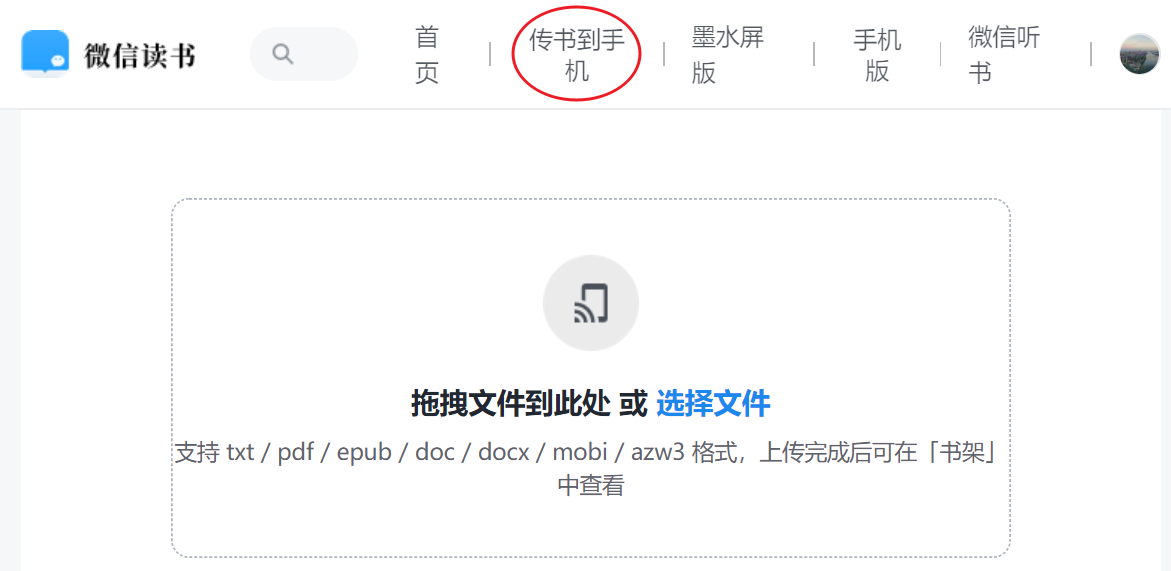 微信读书
首
页
传书到手
机
墨水屏
版
手机
版
微信听
书
拖拽文件到此处 或 选择文件
支持 txt / pdf / epub / doc / docx / mobi / azw3 格式，上传完成后可在「书架」
中查看